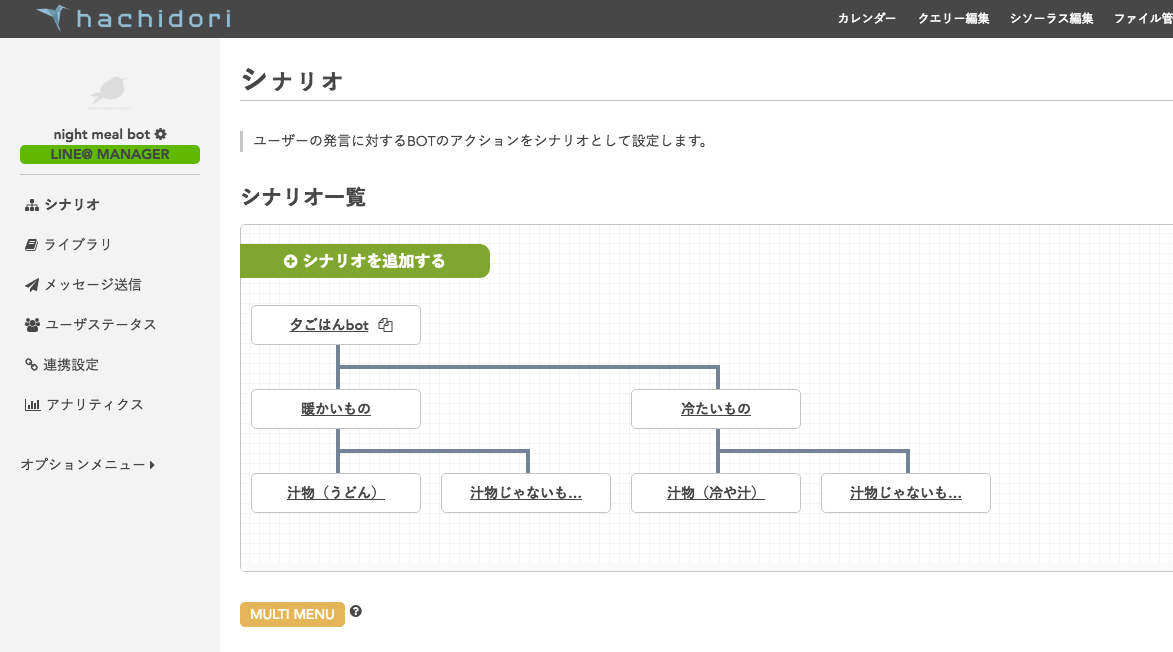 hachidori
カレンダー クエリー編集 シソーラス編集 ファイル管
night meal bot
LINE@ MANAGER
シナリオ
ライブラリ
メッセージ送信
ユーザステータス
連携設定
アナリティクス
オプションメニュー
シナリオ
ユーザーの発言に対するBOTのアクションをシナリオとして設定します。
シナリオ一覧
シナリオを追加する
夕ごはんbot
暖かいもの 冷たいもの
汁物（うどん） 汁物じゃないも... 汁物（冷や汁） 汁物じゃないも...
MULTI MENU